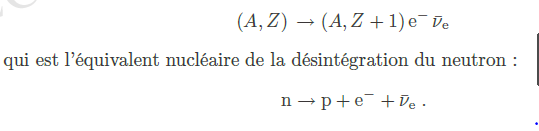 (A, Z) → (A, Z + 1) e⁻ ν̄ₑ
qui est l'équivalent nucléaire de la désintégration du neutron :
n → p + e⁻ + ν̄ₑ .